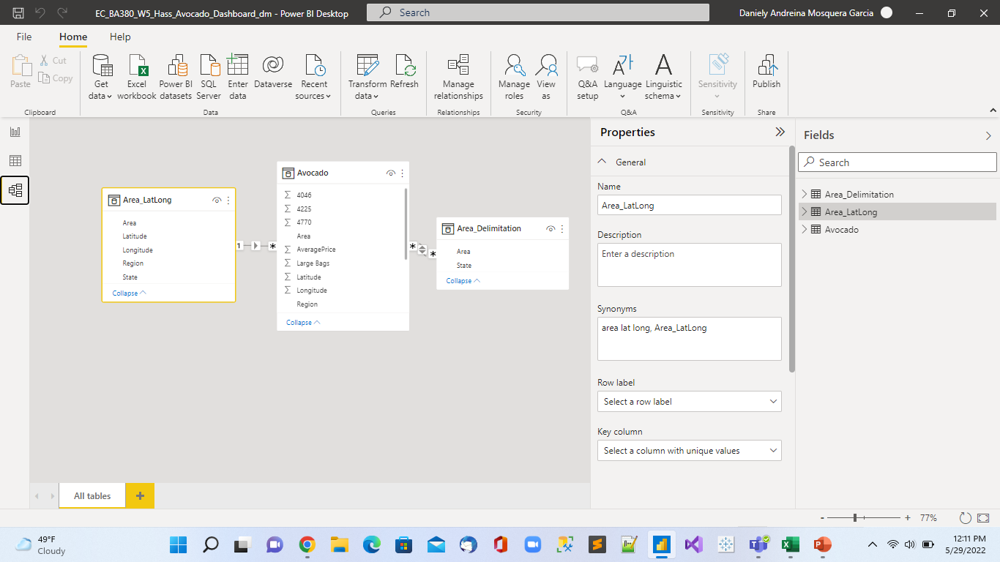 EC_BA380_W5_Hass_Avocado_Dashboard_dm - Power BI Desktop
Search
Daniely Andreina Mosquera Garcia
File
Home
Help
Paste
Cut
Copy
Clipboard
Get data
Excel workbook
Power BI datasets
SQL Server
Enter data
Dataverse
Recent sources
Data
Transform data
Refresh
Queries
Manage relationships
Relationships
Manage roles
View as
Security
Q&A setup
Language
Linguistic schema
Q&A
Sensitivity
Sensitivity
Publish
Share
Area_LatLong
Area
Latitude
Longitude
Region
State
Collapse
1
*
Avocado
Σ 4046
Σ 4225
Σ 4770
Area
Σ AveragePrice
Σ Large Bags
Σ Latitude
Σ Longitude
Region
Collapse
*
*
Area_Delimitation
Area
State
Collapse
Properties
General
Name
Area_LatLong
Description
Enter a description
Synonyms
area lat long, Area_LatLong
Row label
Select a row label
Key column
Select a column with unique values
Fields
Search
Area_Delimitation
Area_LatLong
Avocado
All tables
+
- + 77%
49°F
Cloudy
12:11 PM
5/29/2022